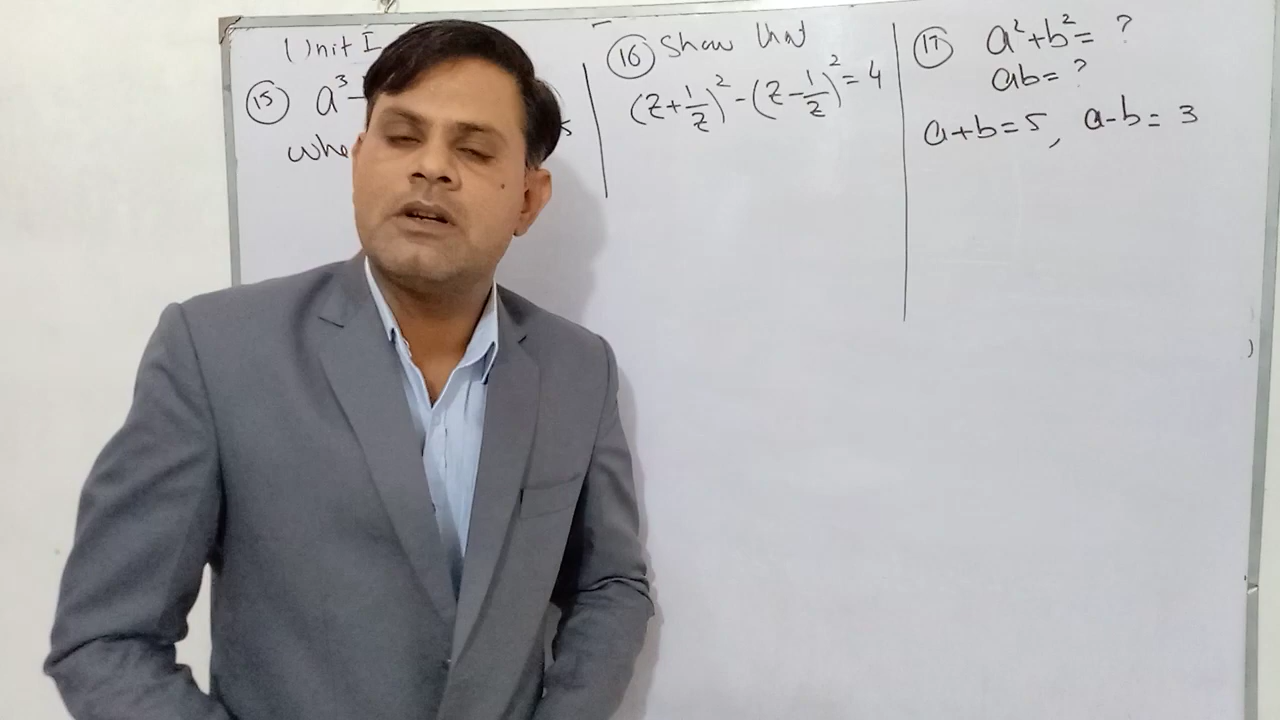 Unit I
(15) a³ -
whe
(16) Show that
(z+1/z)² - (z-1/z)² = 4
(17) a²+b²= ?
ab= ?
a+b=5, a-b= 3